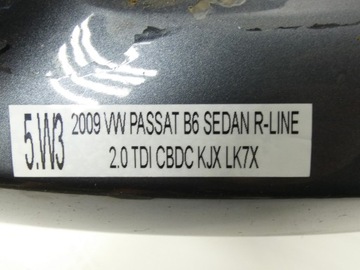 5.W3
2009 VW PASSAT B6 SEDAN R-LINE
2.0 TDI CBDC KJX LK7X